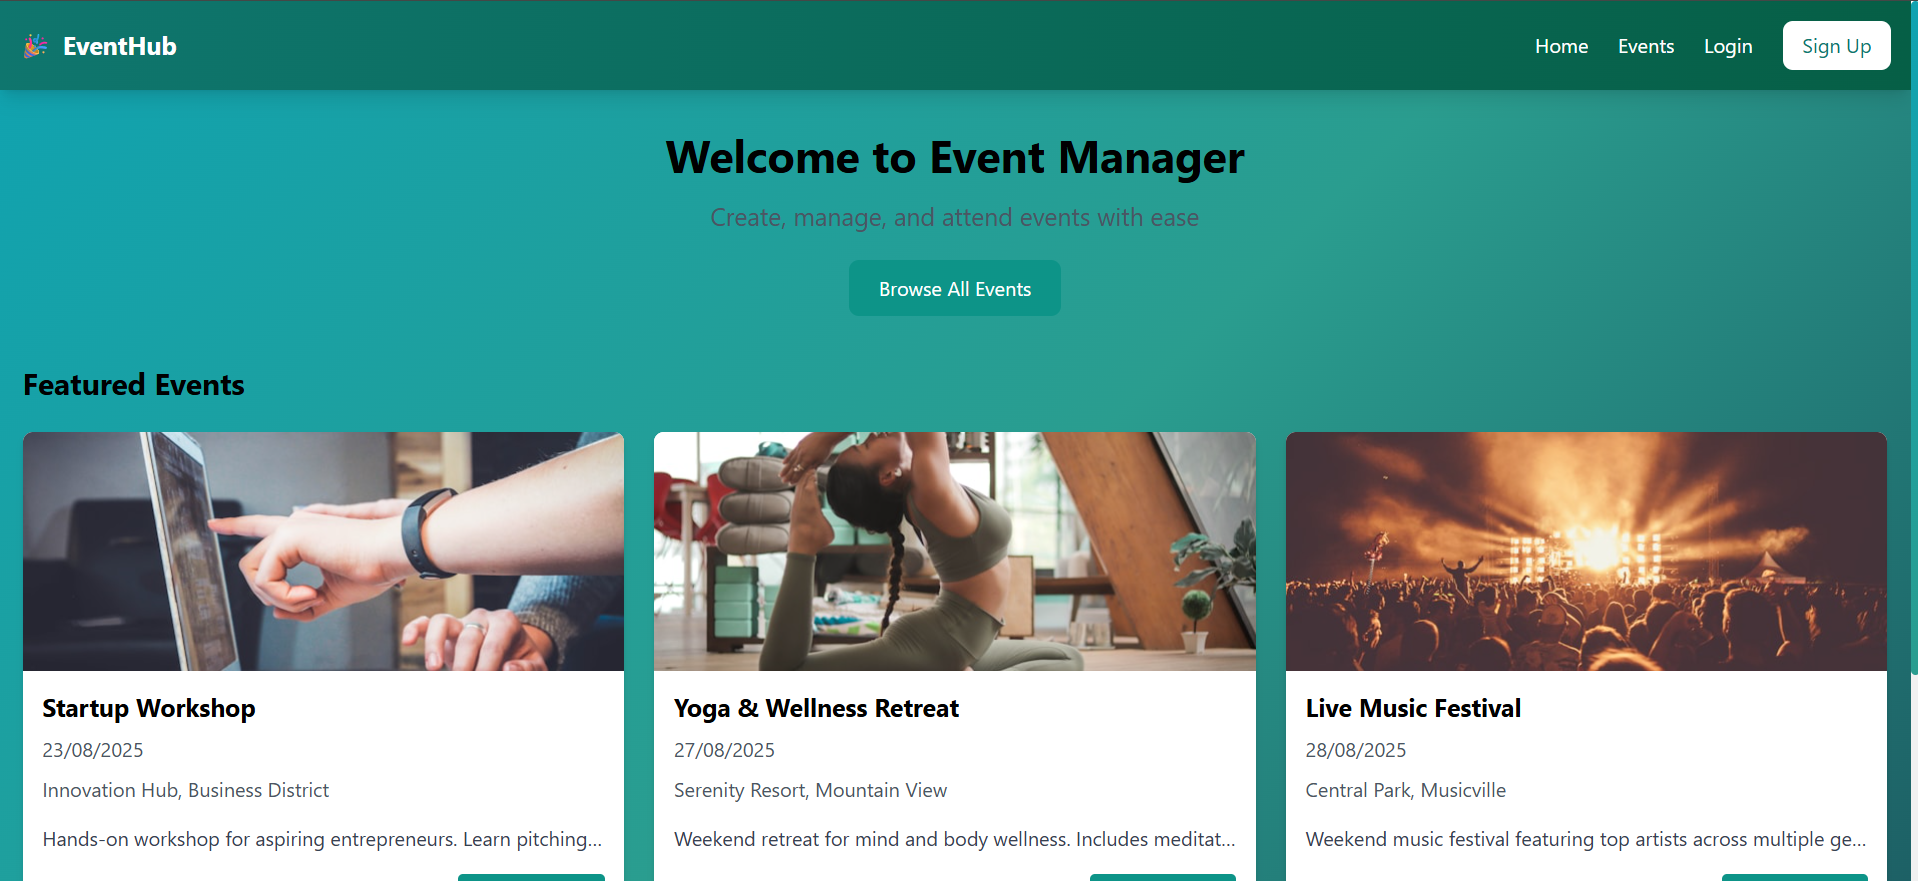 EventHub
Home Events Login Sign Up
Welcome to Event Manager
Create, manage, and attend events with ease
Browse All Events
Featured Events
Startup Workshop
23/08/2025
Innovation Hub, Business District
Hands-on workshop for aspiring entrepreneurs. Learn pitching...
Yoga & Wellness Retreat
27/08/2025
Serenity Resort, Mountain View
Weekend retreat for mind and body wellness. Includes meditat...
Live Music Festival
28/08/2025
Central Park, Musicville
Weekend music festival featuring top artists across multiple ge...